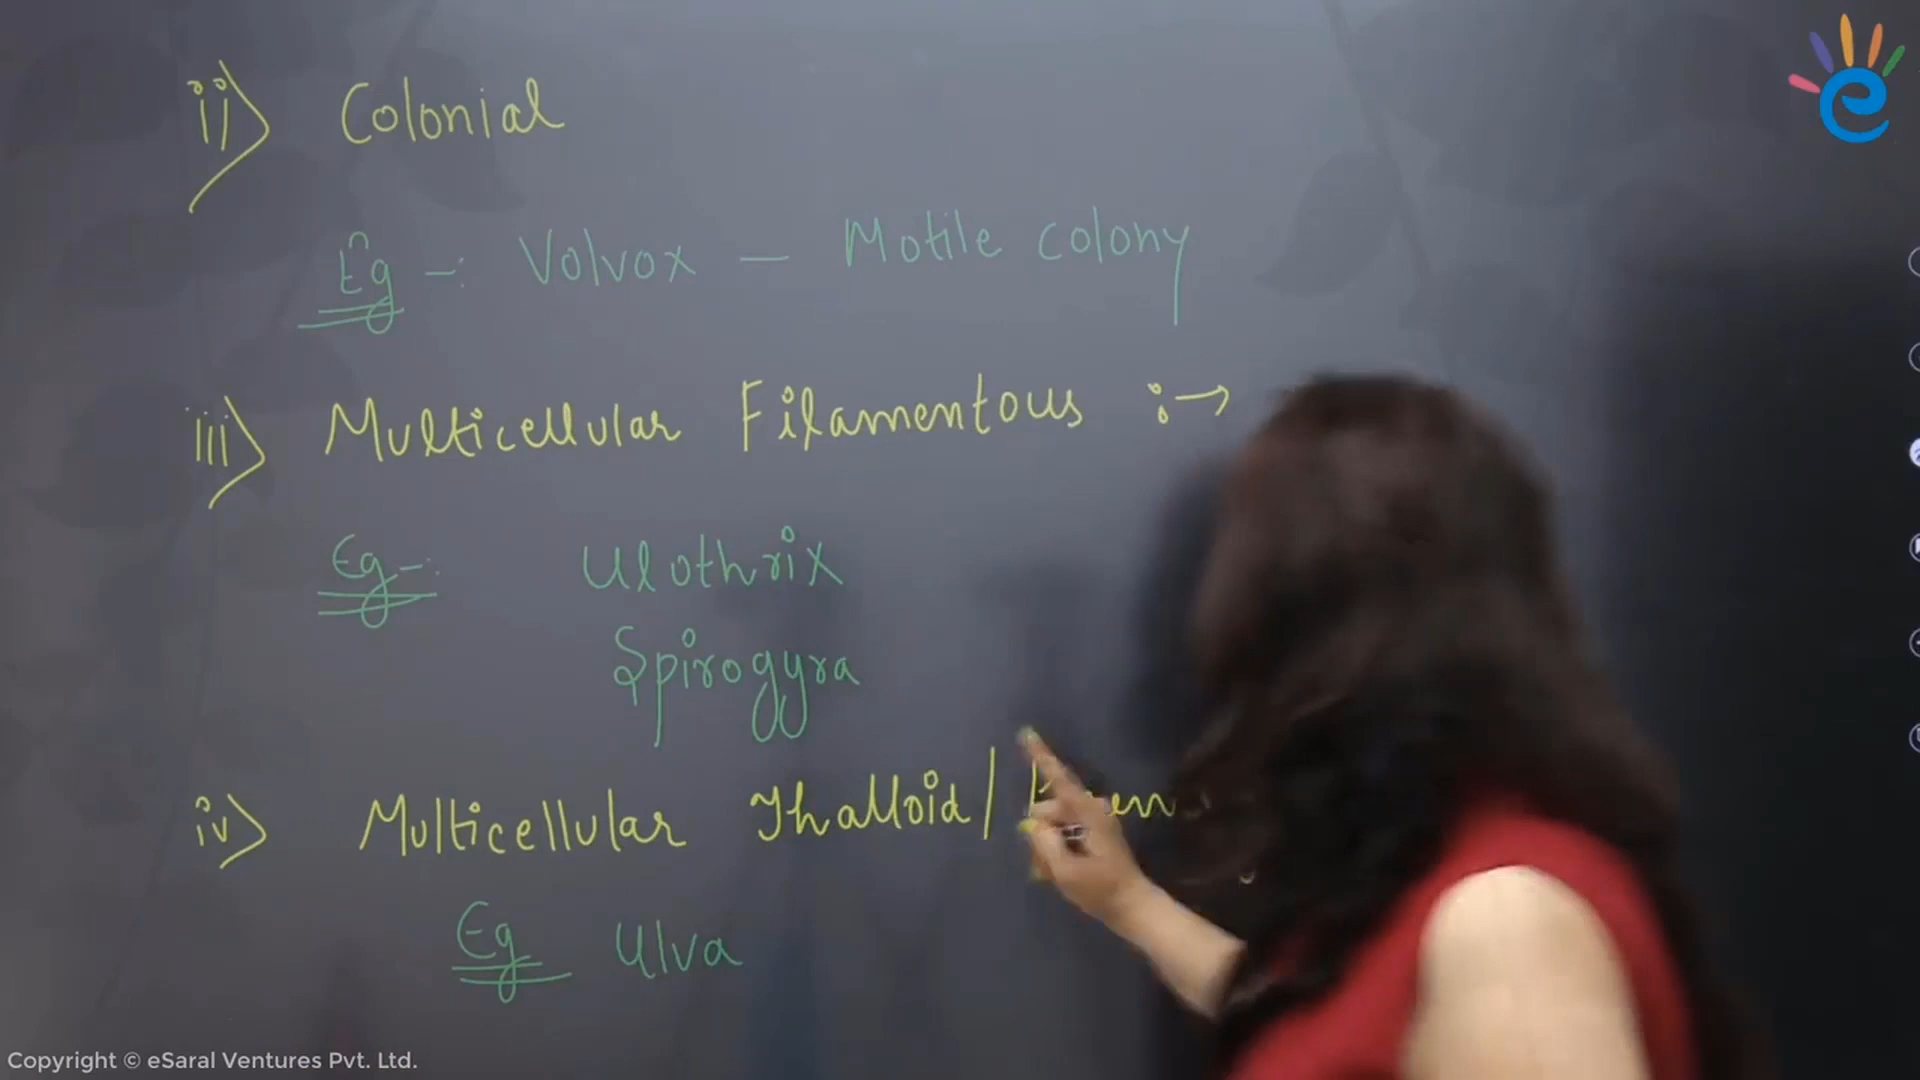 ii) Colonial
Eg -: Volvox — Motile colony
iii) Multicellular Filamentous :→
Eg -: Ulothrix
Spirogyra
iv) Multicellular Thalloid /
Eg Ulva
Copyright © eSaral Ventures Pvt. Ltd.